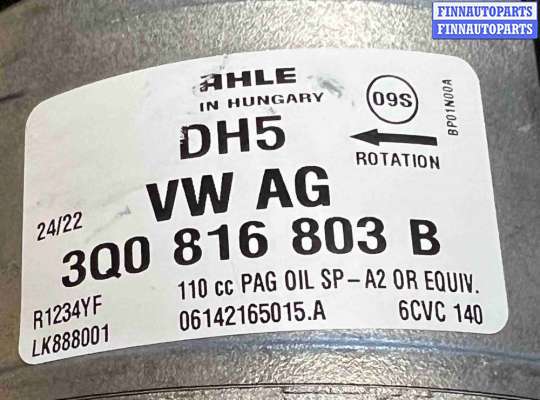 FINNAUTOPARTS
FINNAUTOPARTS
AHLE
IN HUNGARY
09S
BP01N00A
DH5
ROTATION
VW AG
24/22
3Q0 816 803 B
110 cc PAG OIL SP-A2 OR EQUIV.
R1234YF
06142165015.A
6CVC 140
LK888001